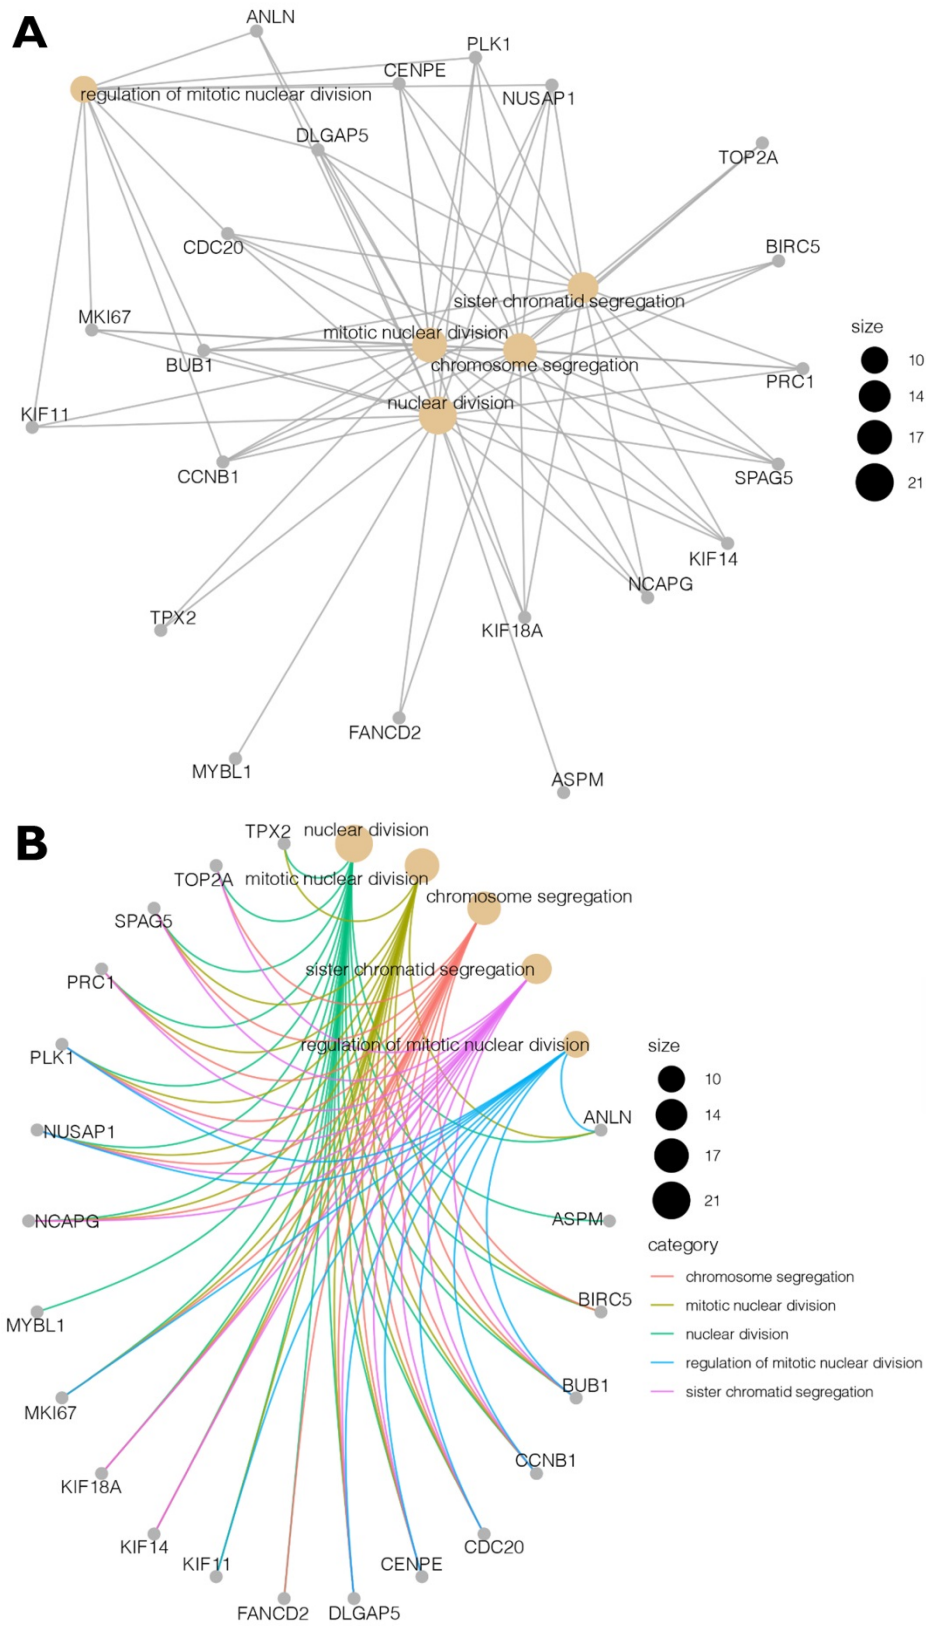 A
ANLN
PLK1
CENPE
regulation of mitotic nuclear division
NUSAP1
DLGAP5
TOP2A
CDC20
BIRC5
sister chromatid segregation
MKI67
mitotic nuclear division
size
BUB1
chromosome segregation
10
PRC1
14
nuclear division
KIF11
17
CCNB1
SPAG5
21
KIF14
NCAPG
TPX2
KIF18A
FANCD2
MYBL1
ASPM
B
TPX2
nuclear division
TOP2A
mitotic nuclear division
chromosome segregation
SPAG5
sister chromatid segregation
PRC1
regulation of mitotic nuclear division
size
PLK1
10
ANLN
14
NUSAP1
17
21
NCAPG
ASPM
category
chromosome segregation
BIRC5
mitotic nuclear division
MYBL1
nuclear division
regulation of mitotic nuclear division
BUB1
sister chromatid segregation
MKI67
CCNB1
KIF18A
KIF14
CDC20
KIF11
CENPE
FANCD2
DLGAP5